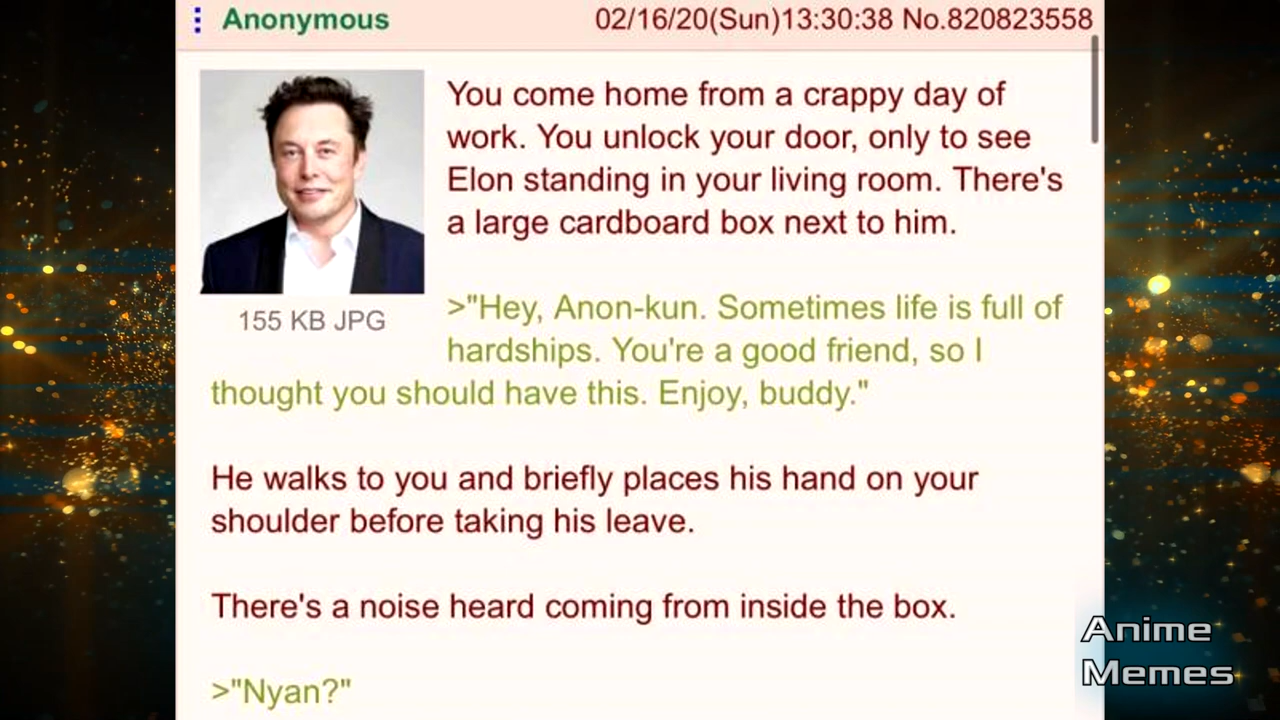 Anonymous 02/16/20(Sun)13:30:38 No.820823558
You come home from a crappy day of
work. You unlock your door, only to see
Elon standing in your living room. There's
a large cardboard box next to him.
155 KB JPG
>"Hey, Anon-kun. Sometimes life is full of
hardships. You're a good friend, so I
thought you should have this. Enjoy, buddy."
He walks to you and briefly places his hand on your
shoulder before taking his leave.
There's a noise heard coming from inside the box.
>"Nyan?"
Anime
Memes